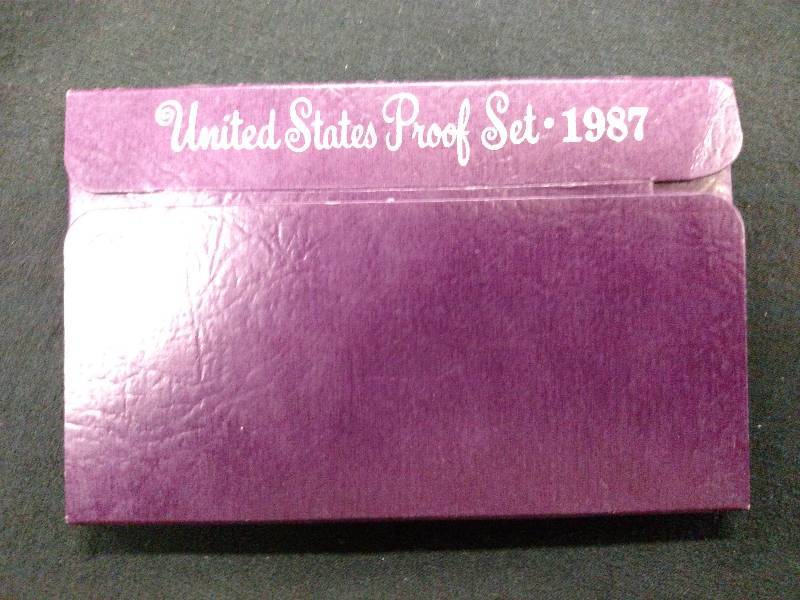 United States Proof Set • 1987